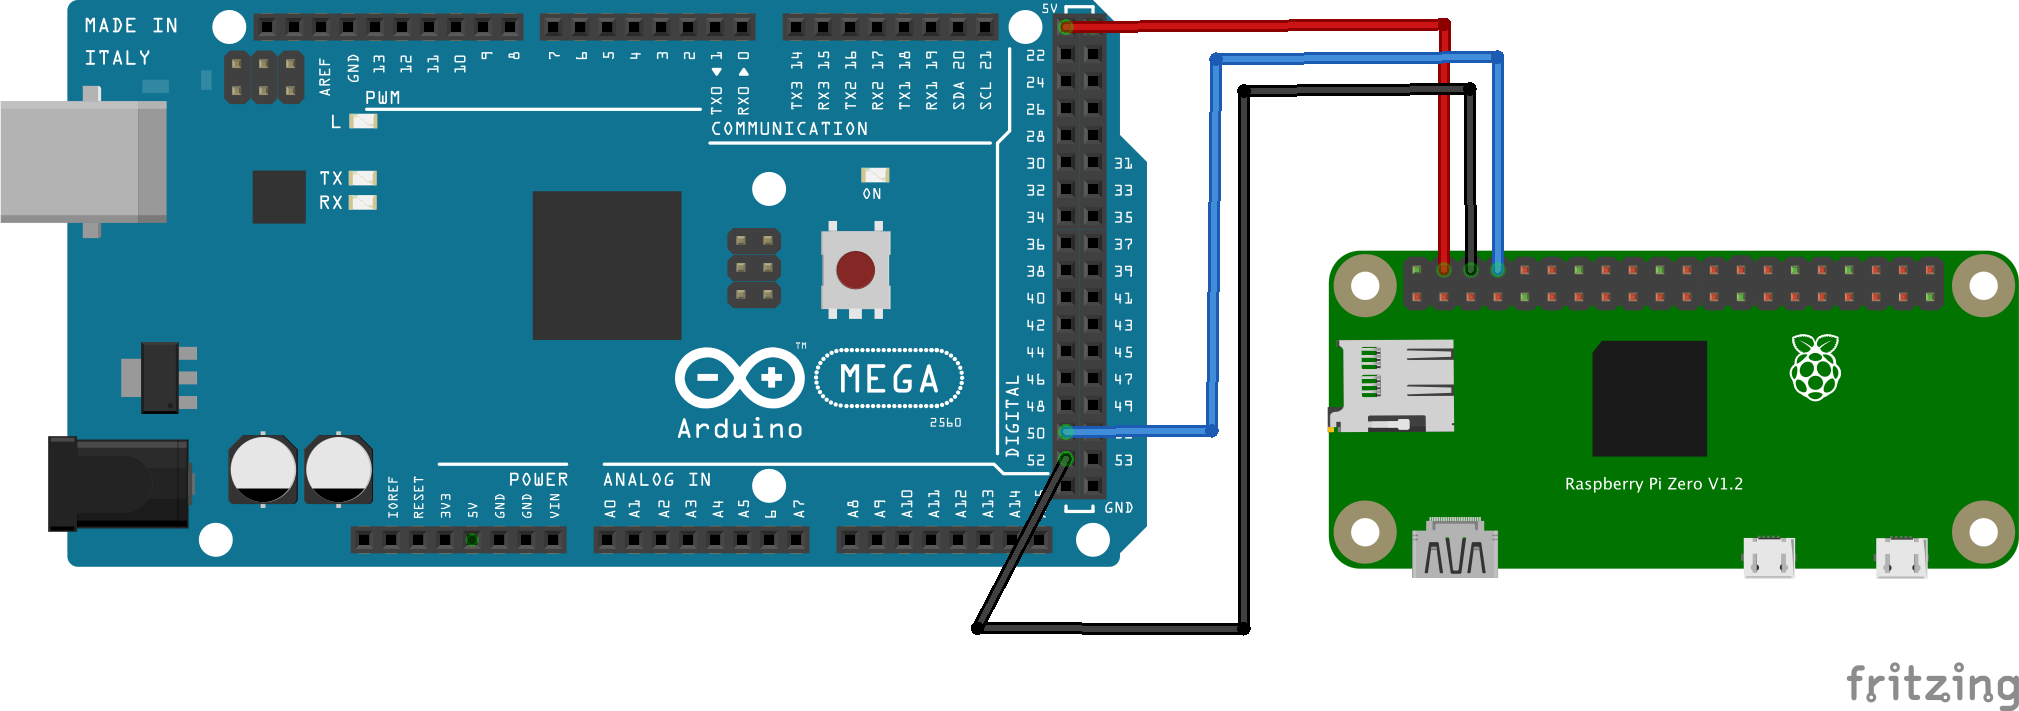 MADE IN
ITALY
AREF
GND
13
12
11
10
9
8
7
6
5
4
3
2
TX0 ◀ 1
RX0 ▶ 0
TX3 14
RX3 15
TX2 16
RX2 17
TX1 18
RX1 19
SDA 20
SCL 21
5V
PWM
L
COMMUNICATION
TX
RX
ON
22
24
26
28
30 31
32 33
34 35
36 37
38 39
40 41
42 43
44 45
46 47
48 49
50
52 53
GND
DIGITAL
TM
MEGA
2560
Arduino
POWER
ANALOG IN
IOREF
RESET
3V3
5V
GND
GND
VIN
A0
A1
A2
A3
A4
A5
6
A7
A8
A9
A10
A11
A12
A13
A14
Raspberry Pi Zero V1.2
fritzing